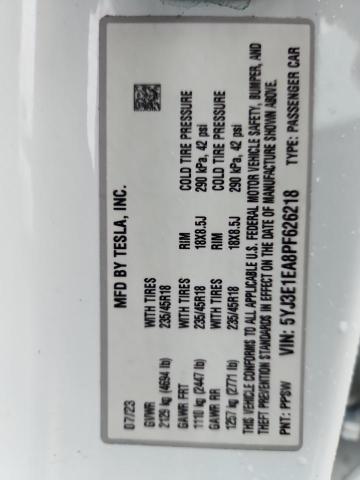 MFD BY TESLA, INC.
07/23
GVWR WITH TIRES RIM COLD TIRE PRESSURE
2129 kg (4694 lb) 235/45R18 18X8.5J 290 kPa, 42 psi
GAWR FRT WITH TIRES RIM COLD TIRE PRESSURE
1110 kg (2447 lb) 235/45R18 18X8.5J 290 kPa, 42 psi
GAWR RR
1257 kg (2771 lb)
THIS VEHICLE CONFORMS TO ALL APPLICABLE U.S. FEDERAL MOTOR VEHICLE SAFETY, BUMPER, AND
THEFT PREVENTION STANDARDS IN EFFECT ON THE DATE OF MANUFACTURE SHOWN ABOVE.
VIN: 5YJ3E1EA8PF626218 TYPE: PASSENGER CAR
PNT: PPSW